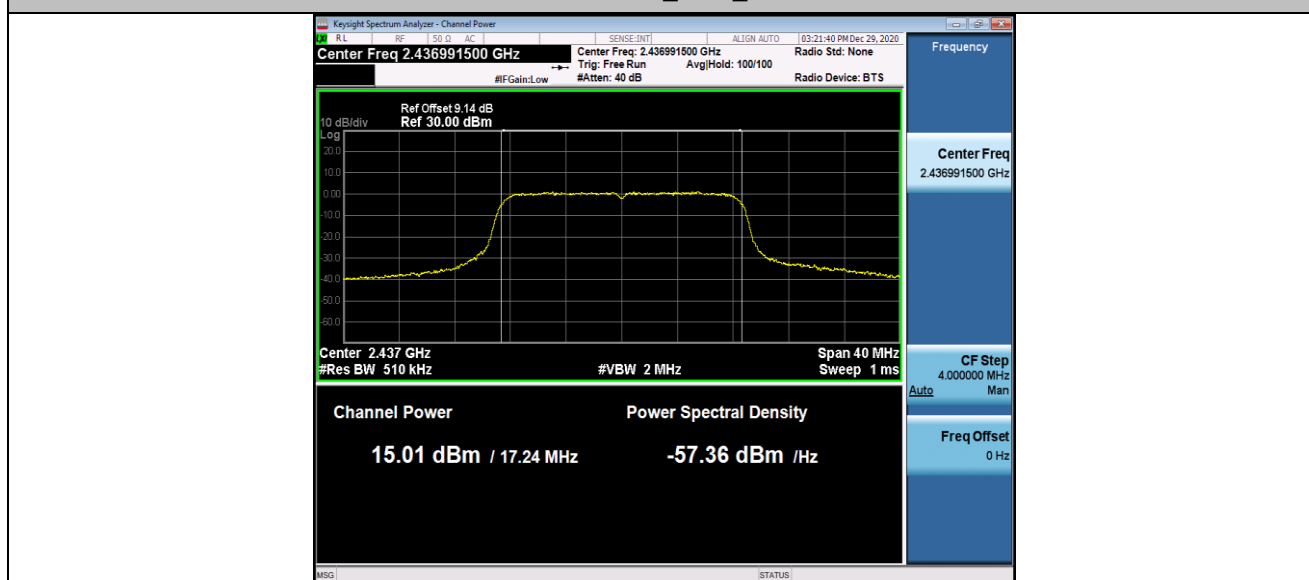 Keysight Spectrum Analyzer - Channel Power
RL RF 50 Ω AC SENSE:INT ALIGN AUTO 03:21:40 PM Dec 29, 2020
Center Freq 2.436991500 GHz
Center Freq: 2.436991500 GHz Radio Std: None
Trig: Free Run Avg|Hold: 100/100
#IFGain:Low #Atten: 40 dB Radio Device: BTS
Frequency
Ref Offset 9.14 dB
10 dB/div Ref 30.00 dBm
Log
20.0
10.0
0.00
-10.0
-20.0
-30.0
-40.0
-50.0
-60.0
Center 2.437 GHz Span 40 MHz
#Res BW 510 kHz #VBW 2 MHz Sweep 1 ms
Center Freq
2.436991500 GHz
CF Step
4.000000 MHz
Auto Man
Freq Offset
0 Hz
Channel Power Power Spectral Density
15.01 dBm / 17.24 MHz -57.36 dBm /Hz
MSG STATUS